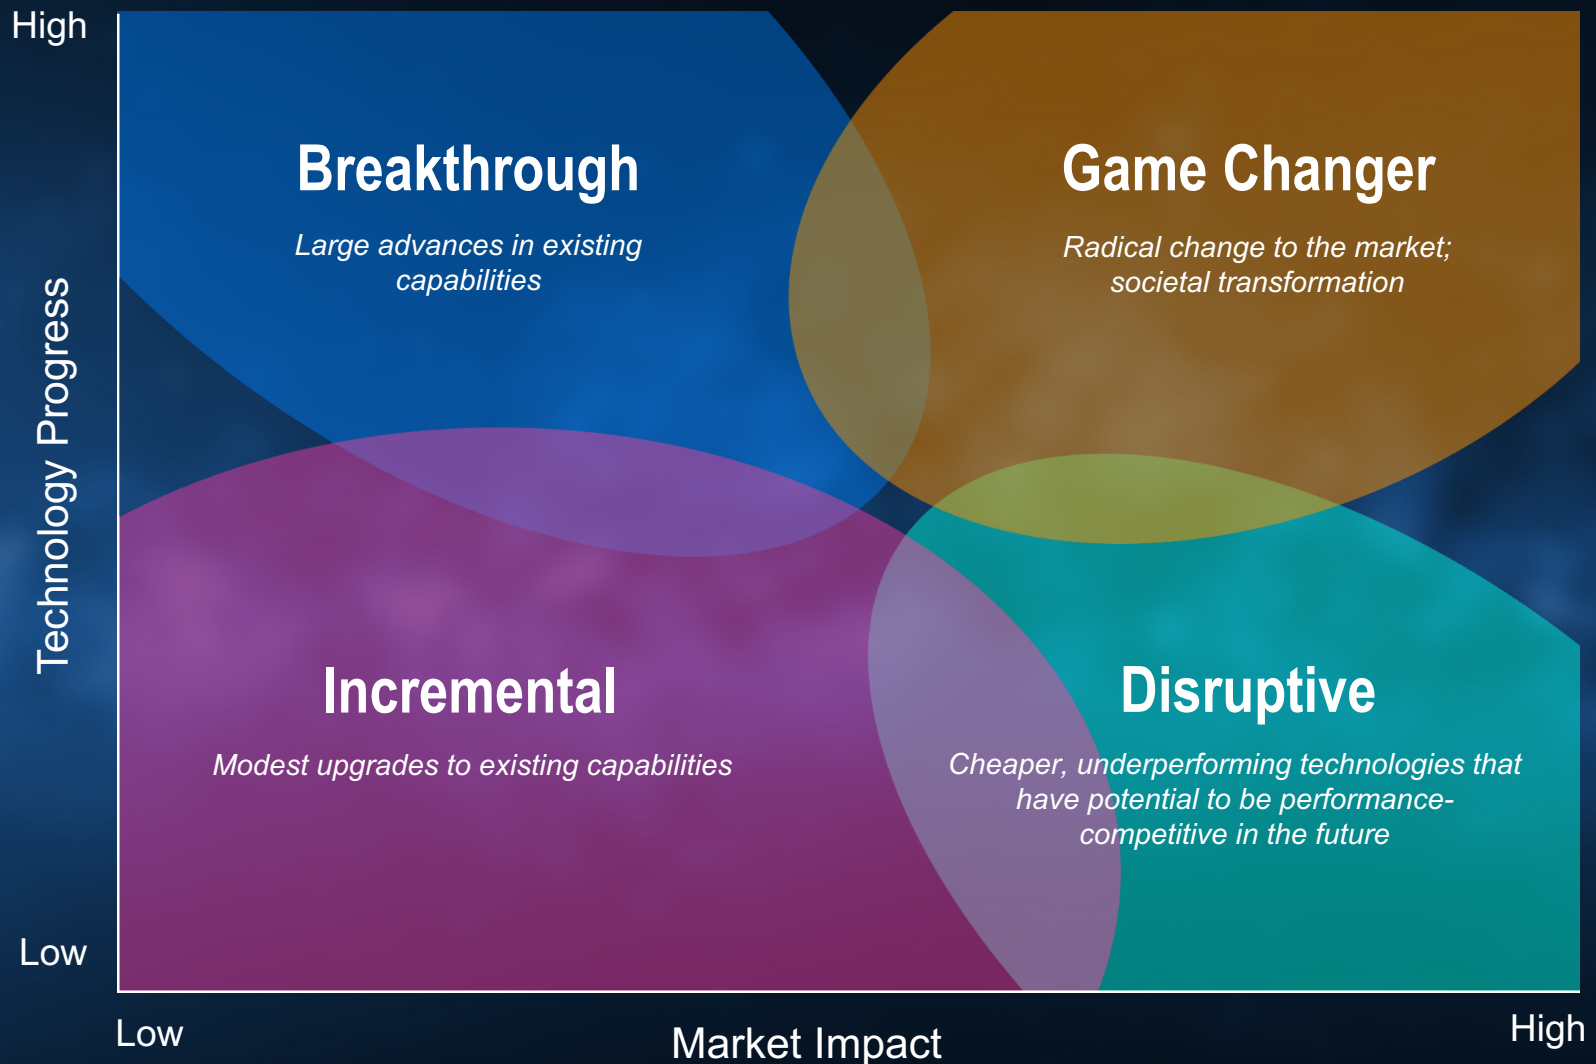 High
Breakthrough
Large advances in existing
capabilities
Game Changer
Radical change to the market;
societal transformation
Technology Progress
Incremental
Modest upgrades to existing capabilities
Disruptive
Cheaper, underperforming technologies that
have potential to be performance-
competitive in the future
Low
Low
Market Impact
High